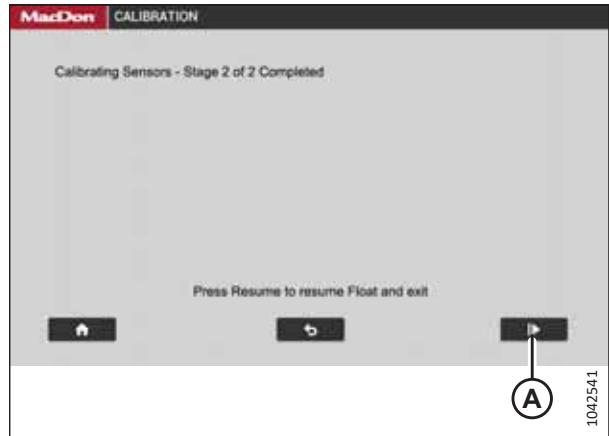 MacDon CALIBRATION
Calibrating Sensors - Stage 2 of 2 Completed
Press Resume to resume Float and exit
A
1042541